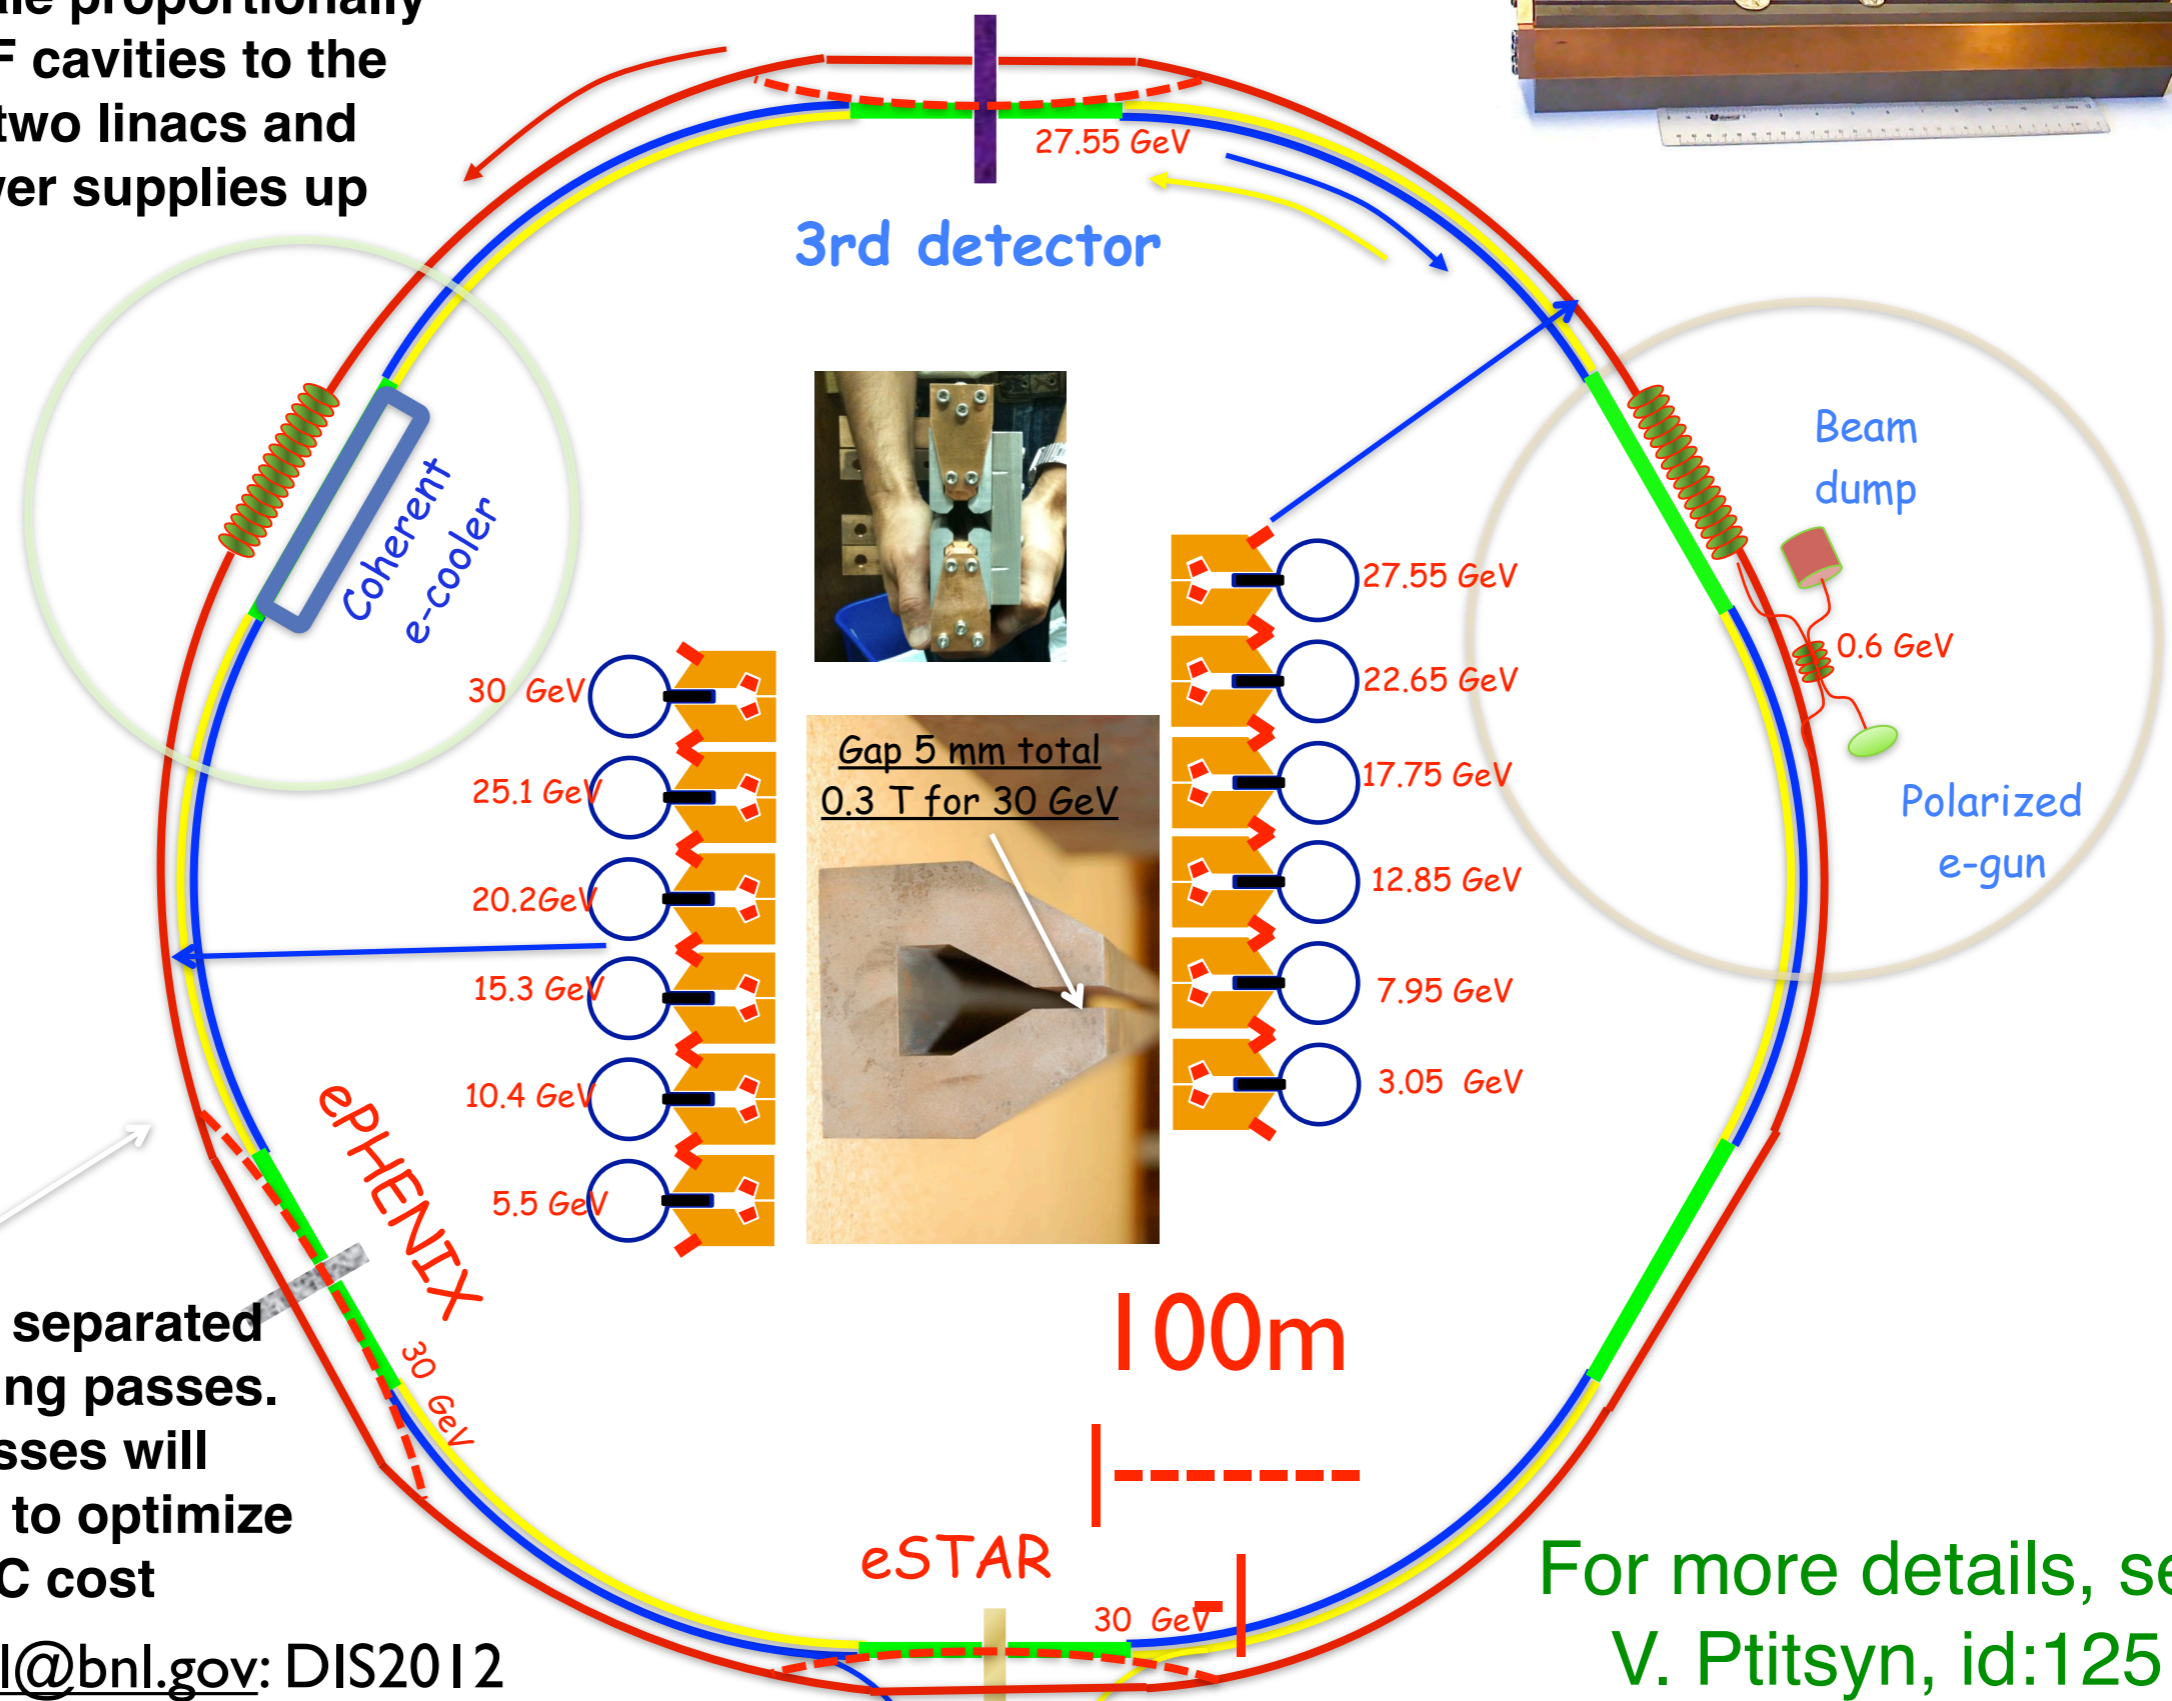 proportionally
F cavities to the
two linacs and
supplies up
27.55 GeV
3rd detector
Coherent
e-cooler
Beam
dump
0.6 GeV
Polarized
e-gun
30 GeV
25.1 GeV
20.2GeV
15.3 GeV
10.4 GeV
5.5 GeV
Gap 5 mm total
0.3 T for 30 GeV
27.55 GeV
22.65 GeV
17.75 GeV
12.85 GeV
7.95 GeV
3.05 GeV
ePHENIX
30 GeV
100m
separated
ng passes.
sses will
to optimize
C cost
eSTAR
30 GeV
l@bnl.gov: DIS2012
For more details, se
V. Ptitsyn, id:125